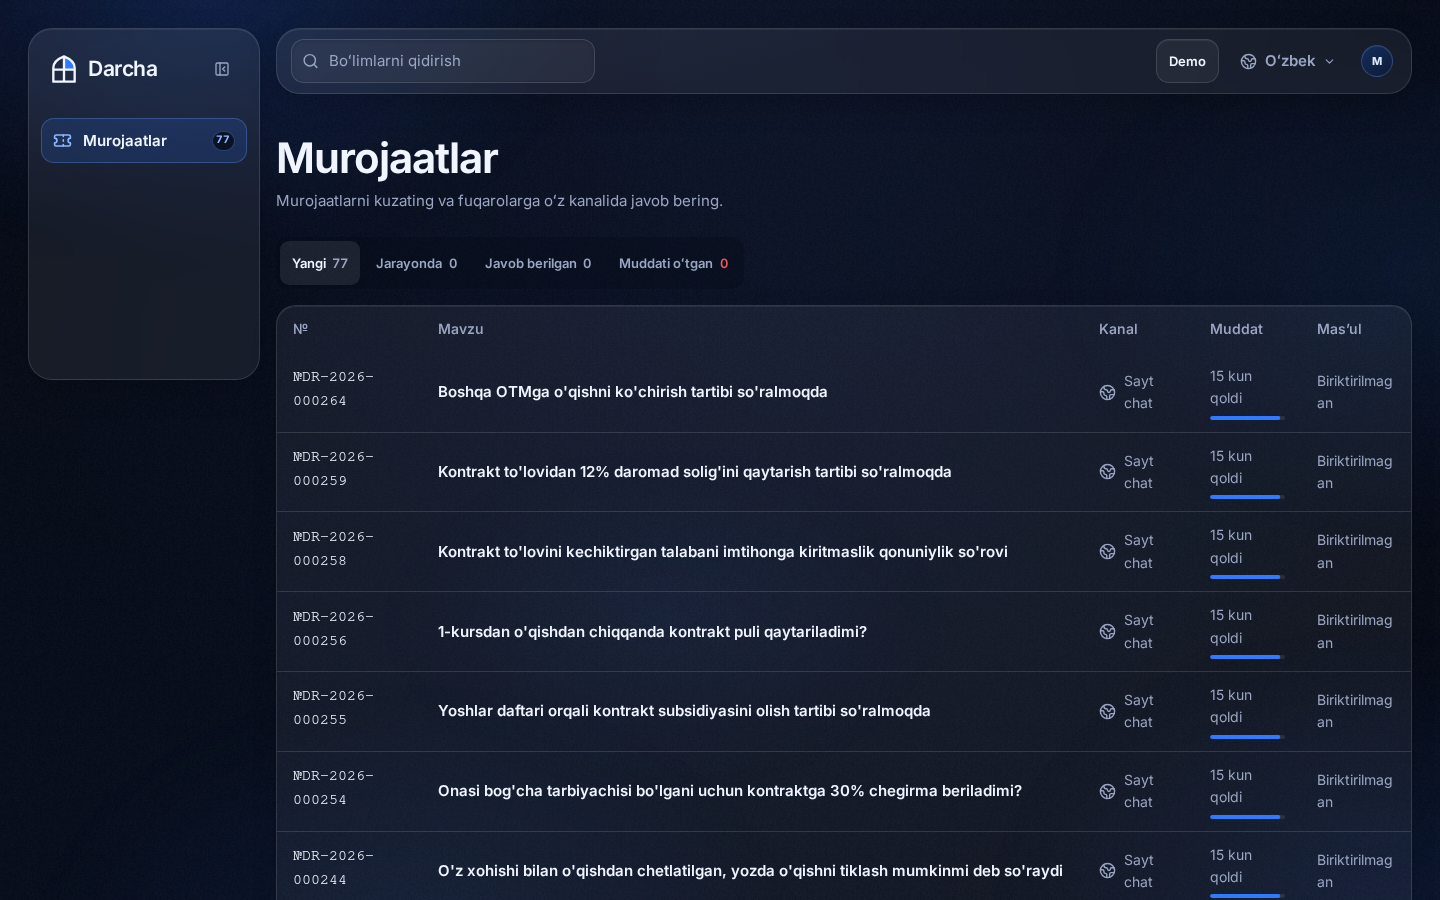 Darcha
Bo‘limlarni qidirish
Demo
O‘zbek
M
Murojaatlar
77
Murojaatlar
Murojaatlarni kuzating va fuqarolarga o‘z kanalida javob bering.
Yangi 77
Jarayonda 0
Javob berilgan 0
Muddati o‘tgan 0
№ Mavzu Kanal Muddat Mas’ul
MDR-2026-
000264
Boshqa OTMga o'qishni ko'chirish tartibi so'ralmoqda
Sayt
chat
15 kun
qoldi
Biriktirilmag
an
MDR-2026-
000259
Kontrakt to'lovidan 12% daromad solig'ini qaytarish tartibi so'ralmoqda
Sayt
chat
15 kun
qoldi
Biriktirilmag
an
MDR-2026-
000258
Kontrakt to'lovini kechiktirgan talabani imtihonga kiritmaslik qonuniylik so'rovi
Sayt
chat
15 kun
qoldi
Biriktirilmag
an
MDR-2026-
000256
1-kursdan o'qishdan chiqqanda kontrakt puli qaytariladimi?
Sayt
chat
15 kun
qoldi
Biriktirilmag
an
MDR-2026-
000255
Yoshlar daftari orqali kontrakt subsidiyasini olish tartibi so'ralmoqda
Sayt
chat
15 kun
qoldi
Biriktirilmag
an
MDR-2026-
000254
Onasi bog'cha tarbiyachisi bo'lgani uchun kontraktga 30% chegirma beriladimi?
Sayt
chat
15 kun
qoldi
Biriktirilmag
an
MDR-2026-
000244
O'z xohishi bilan o'qishdan chetlatilgan, yozda o'qishni tiklash mumkinmi deb so'raydi
Sayt
chat
15 kun
qoldi
Biriktirilmag
an